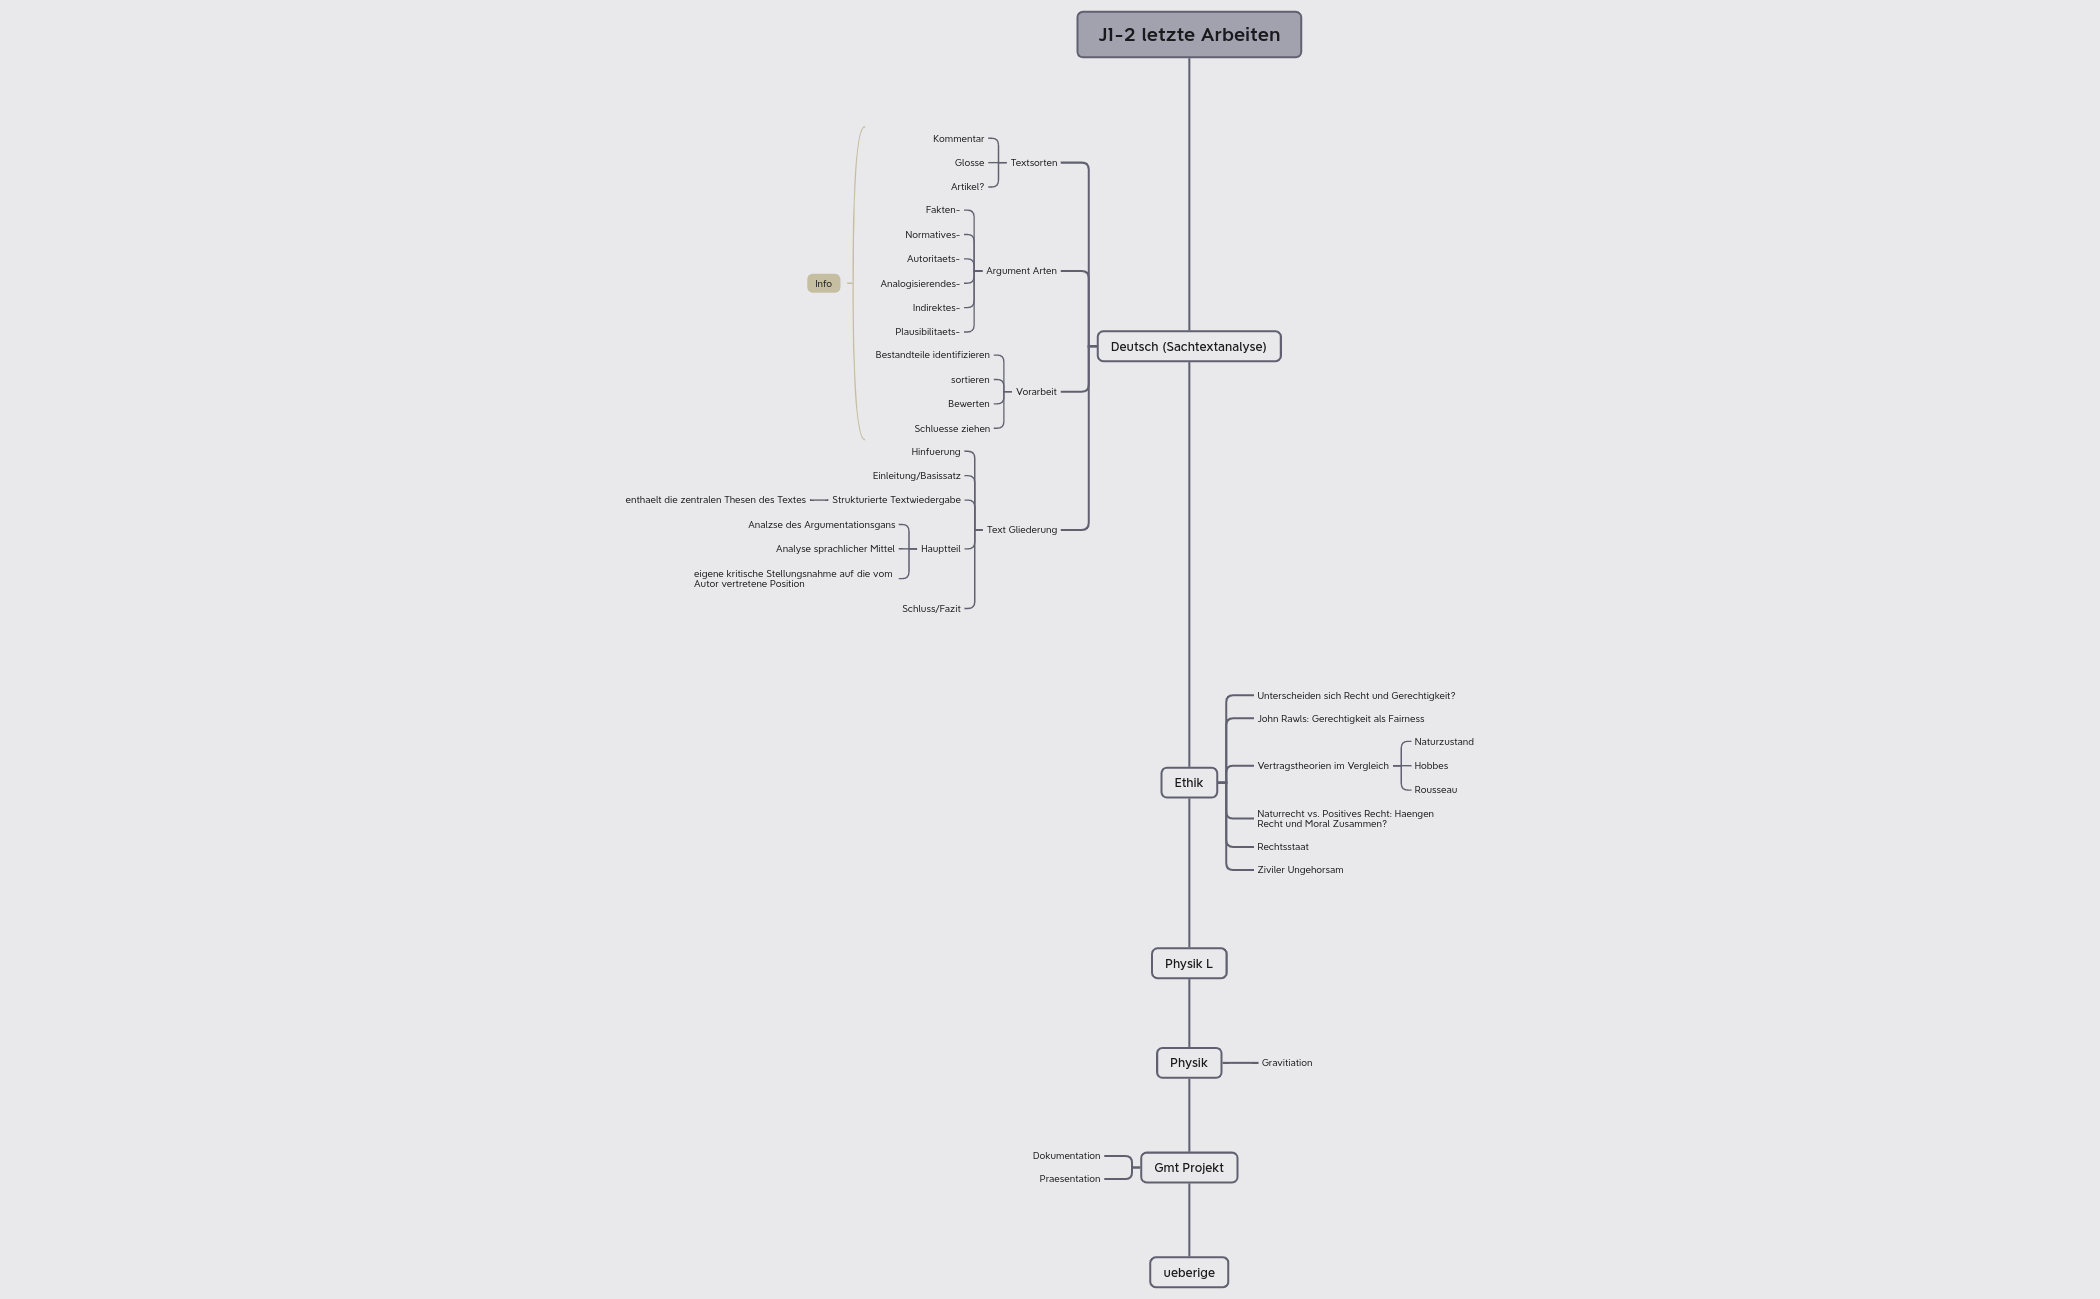 J1-2 letzte Arbeiten
Kommentar
Glosse
Artikel?
Textsorten
Fakten-
Normatives-
Autoritaets-
Analogisierendes-
Indirektes-
Plausibilitaets-
Argument Arten
Info
Bestandteile identifizieren
sortieren
Bewerten
Schluesse ziehen
Vorarbeit
Deutsch (Sachtextanalyse)
Hinfuerung
Einleitung/Basissatz
enthaelt die zentralen Thesen des Textes
Strukturierte Textwiedergabe
Analzse des Argumentationsgans
Analyse sprachlicher Mittel
eigene kritische Stellungsnahme auf die vom
Autor vertretene Position
Hauptteil
Schluss/Fazit
Text Gliederung
Ethik
Unterscheiden sich Recht und Gerechtigkeit?
John Rawls: Gerechtigkeit als Fairness
Vertragstheorien im Vergleich
Naturzustand
Hobbes
Rousseau
Naturrecht vs. Positives Recht: Haengen
Recht und Moral Zusammen?
Rechtsstaat
Ziviler Ungehorsam
Physik L
Physik
Gravitiation
Dokumentation
Praesentation
Gmt Projekt
ueberige